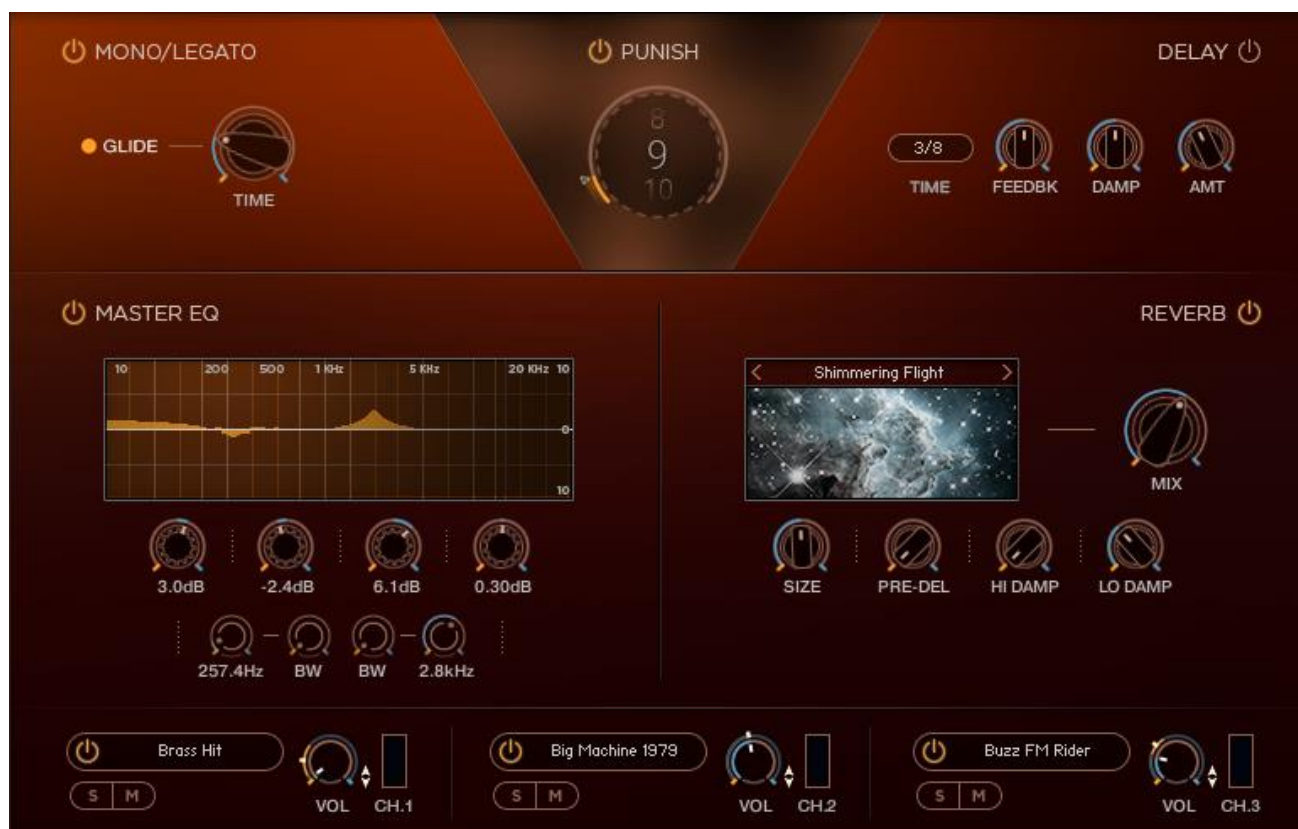 MONO/LEGATO
PUNISH
DELAY
8
9
10
GLIDE
TIME
3/8
TIME
FEEDBK
DAMP
AMT
MASTER EQ
REVERB
10 200 500 1 KHz 5 KHz 20 KHz 10
0
10
Shimmering Flight
MIX
3.0dB
-2.4dB
6.1dB
0.30dB
SIZE
PRE-DEL
HI DAMP
LO DAMP
257.4Hz
BW
BW
2.8kHz
Brass Hit
S M
VOL
CH.1
Big Machine 1979
S M
VOL
CH.2
Buzz FM Rider
S M
VOL
CH.3